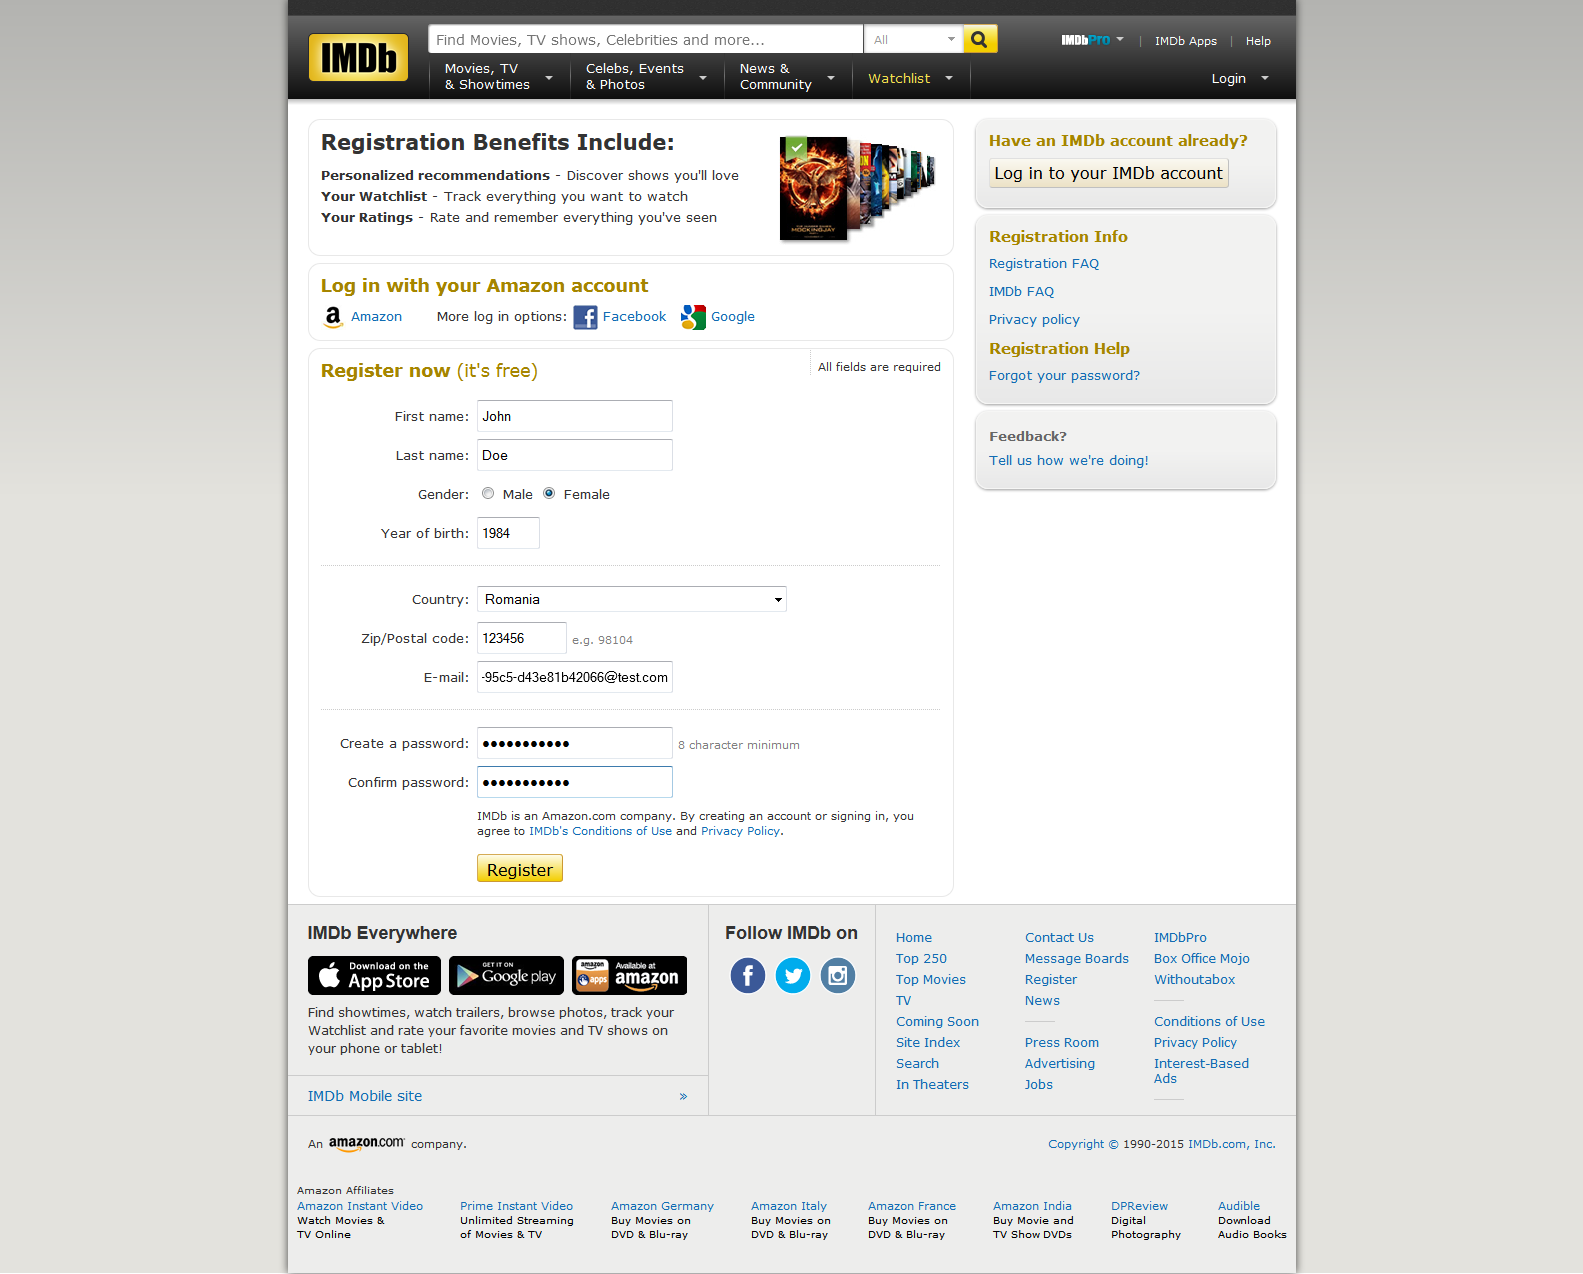 IMDb
Find Movies, TV shows, Celebrities and more...
All
IMDbPro | IMDb Apps | Help
Movies, TV
& Showtimes
Celebs, Events
& Photos
News &
Community
Watchlist
Login
Registration Benefits Include:
Personalized recommendations - Discover shows you'll love
Your Watchlist - Track everything you want to watch
Your Ratings - Rate and remember everything you've seen
MOCKINGJAY
Log in with your Amazon account
Amazon
More log in options:
Facebook
Google
Register now (it's free)
All fields are required
First name: John
Last name: Doe
Gender: Male Female
Year of birth: 1984
Country: Romania
Zip/Postal code: 123456 e.g. 98104
E-mail: -95c5-d43e81b42066@test.com
Create a password: ●●●●●●●●●●● 8 character minimum
Confirm password: ●●●●●●●●●●●
IMDb is an Amazon.com company. By creating an account or signing in, you
agree to IMDb's Conditions of Use and Privacy Policy.
Register
Have an IMDb account already?
Log in to your IMDb account
Registration Info
Registration FAQ
IMDb FAQ
Privacy policy
Registration Help
Forgot your password?
Feedback?
Tell us how we're doing!
IMDb Everywhere
Download on the
App Store
GET IT ON
Google play
amazon
apps
Available at
amazon
Find showtimes, watch trailers, browse photos, track your
Watchlist and rate your favorite movies and TV shows on
your phone or tablet!
IMDb Mobile site »
Follow IMDb on
Home
Top 250
Top Movies
TV
Coming Soon
Site Index
Search
In Theaters
Contact Us
Message Boards
Register
News
Press Room
Advertising
Jobs
IMDbPro
Box Office Mojo
Withoutabox
Conditions of Use
Privacy Policy
Interest-Based
Ads
An amazon.com company.
Copyright © 1990-2015 IMDb.com, Inc.
Amazon Affiliates
Amazon Instant Video
Watch Movies &
TV Online
Prime Instant Video
Unlimited Streaming
of Movies & TV
Amazon Germany
Buy Movies on
DVD & Blu-ray
Amazon Italy
Buy Movies on
DVD & Blu-ray
Amazon France
Buy Movies on
DVD & Blu-ray
Amazon India
Buy Movie and
TV Show DVDs
DPReview
Digital
Photography
Audible
Download
Audio Books